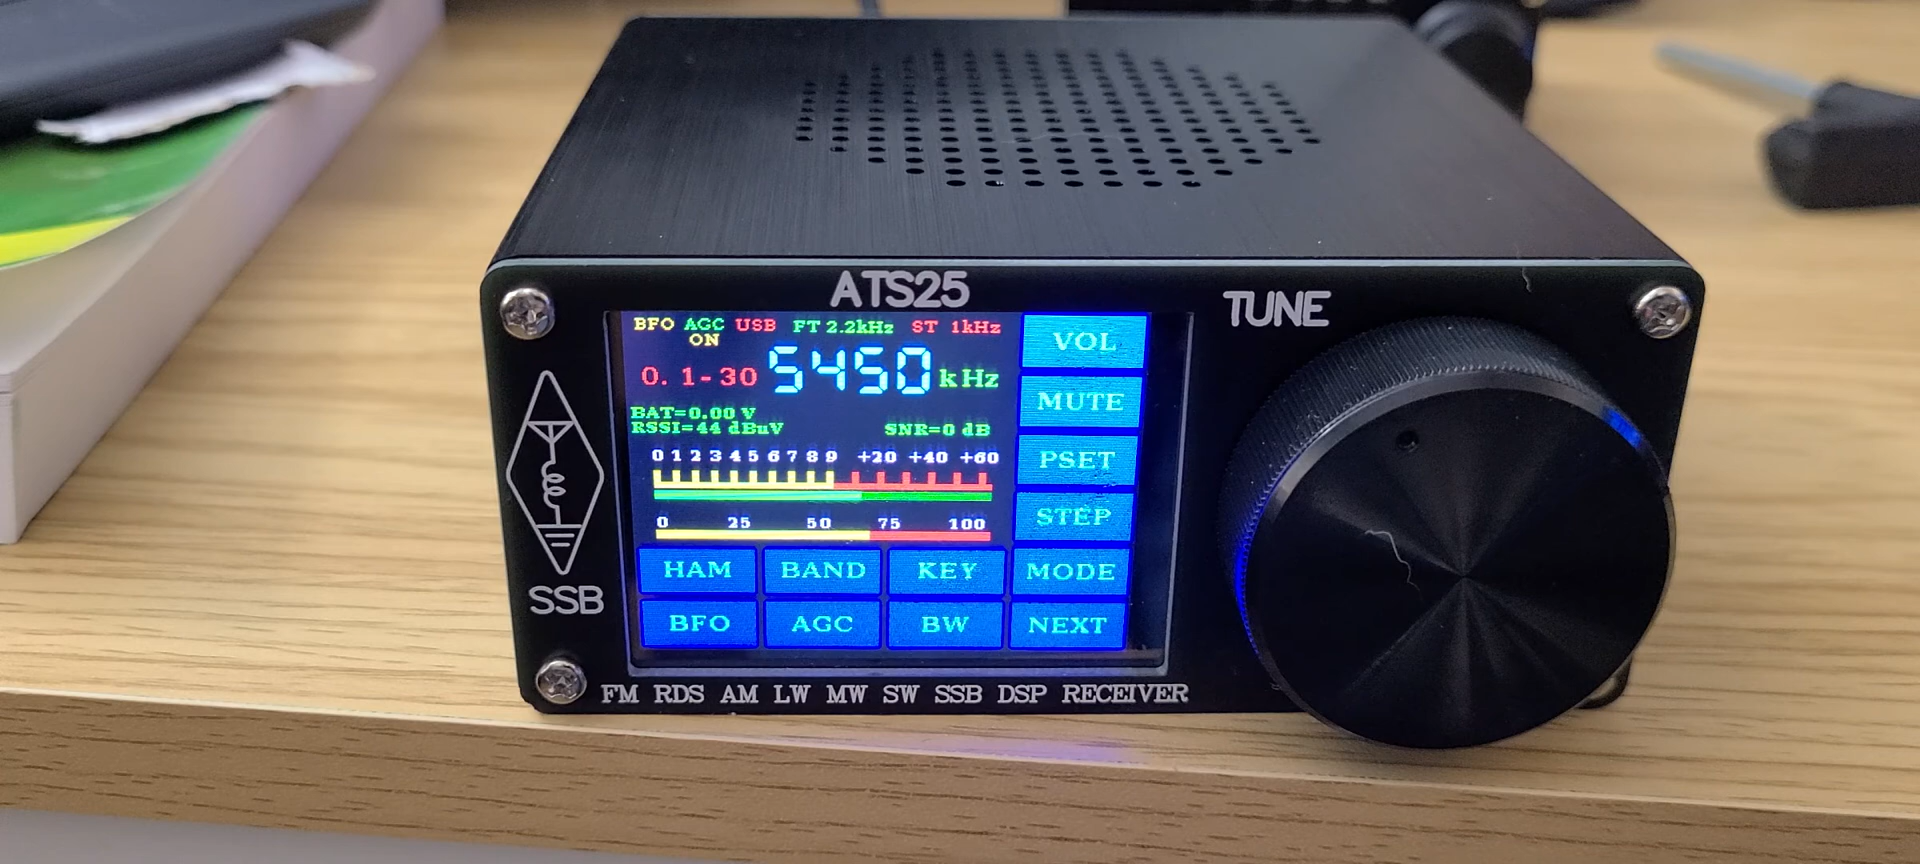 ATS25
TUNE
BFO AGC USB FT 2.2kHz ST 1kHz
ON
0. 1-30 5450 kHz
BAT=0.00 V
RSSI=44 dBuV SNR=0 dB
0 1 2 3 4 5 6 7 8 9 +20 +40 +60
0 25 50 75 100
VOL
MUTE
PSET
STEP
HAM BAND KEY MODE
BFO AGC BW NEXT
SSB
FM RDS AM LW MW SW SSB DSP RECEIVER